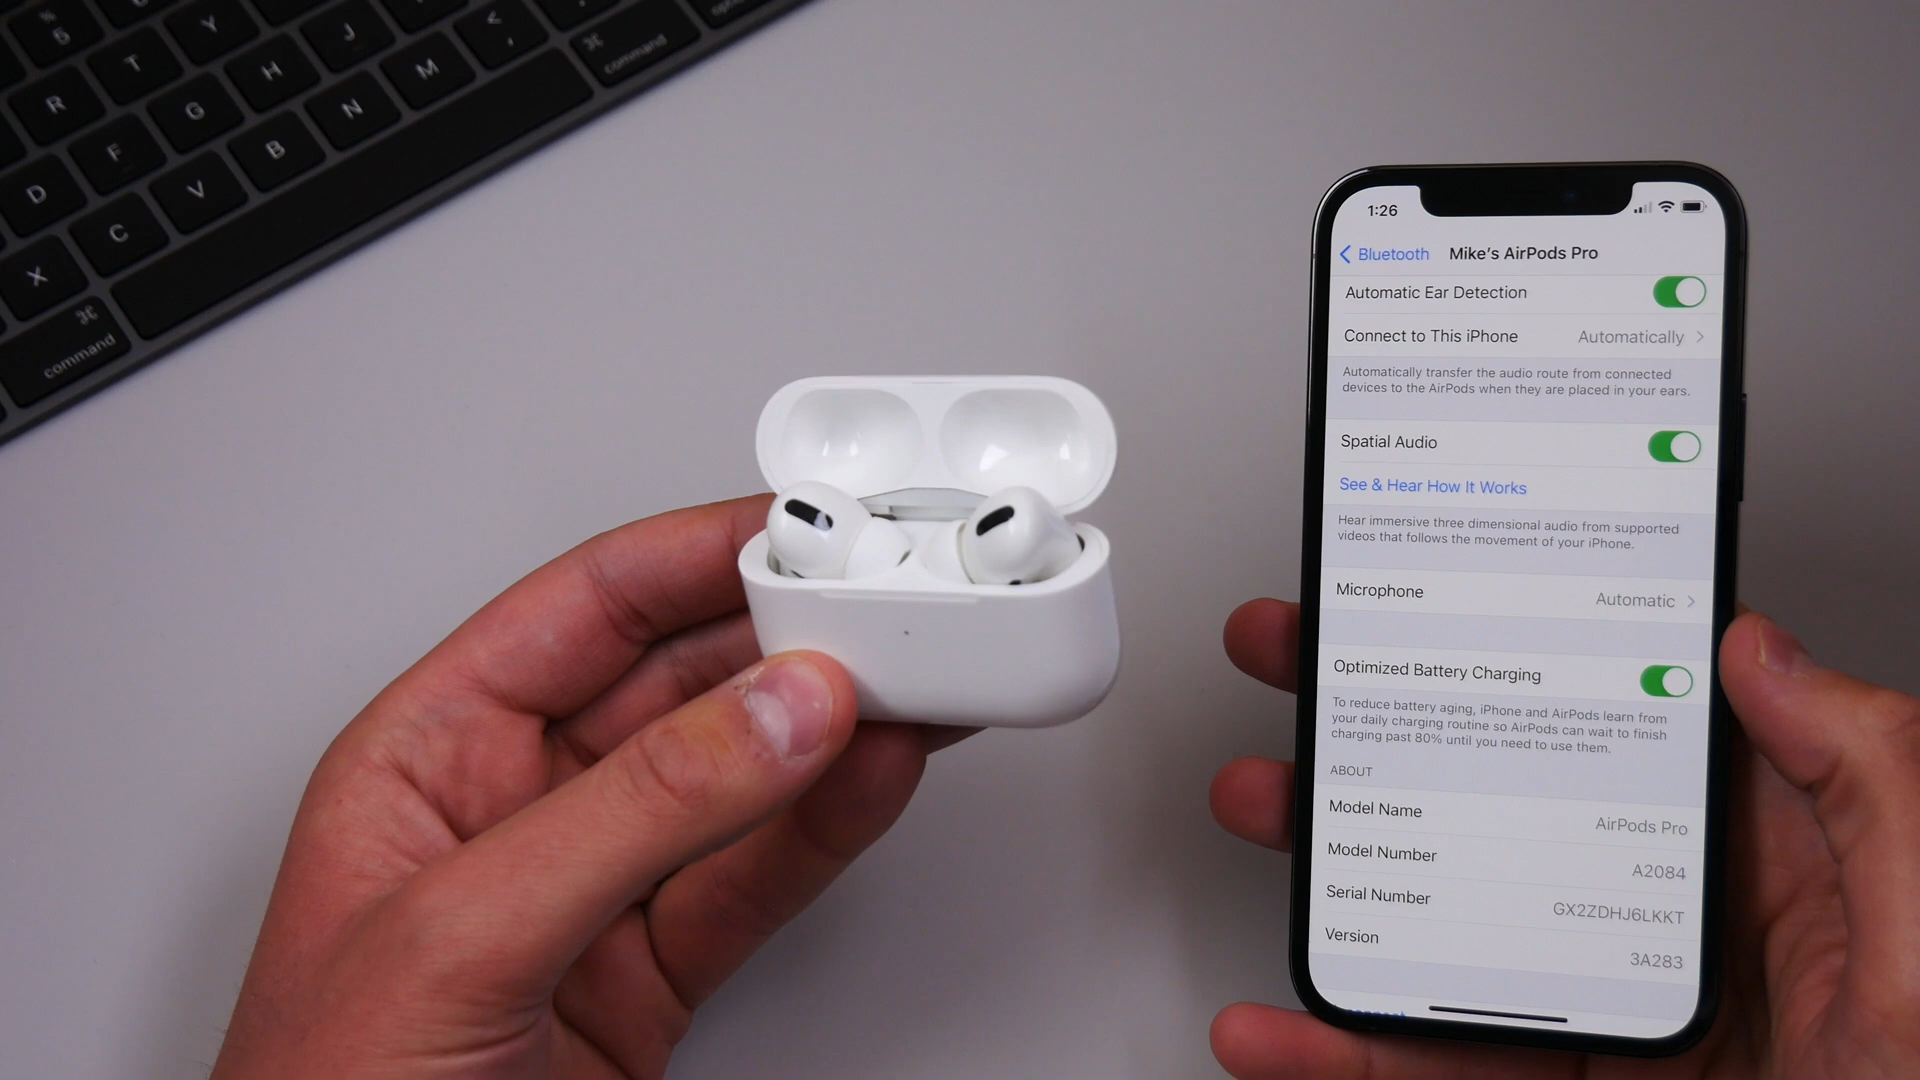 5
Y
J
<
,
⌘
command
T
H
M
R
G
N
F
B
D
V
C
X
⌘
command
1:26
Bluetooth Mike's AirPods Pro
Automatic Ear Detection
Connect to This iPhone Automatically
Automatically transfer the audio route from connected
devices to the AirPods when they are placed in your ears.
Spatial Audio
See & Hear How It Works
Hear immersive three dimensional audio from supported
videos that follows the movement of your iPhone.
Microphone Automatic
Optimized Battery Charging
To reduce battery aging, iPhone and AirPods learn from
your daily charging routine so AirPods can wait to finish
charging past 80% until you need to use them.
ABOUT
Model Name AirPods Pro
Model Number A2084
Serial Number GX2ZDHJ6LKKT
Version 3A283